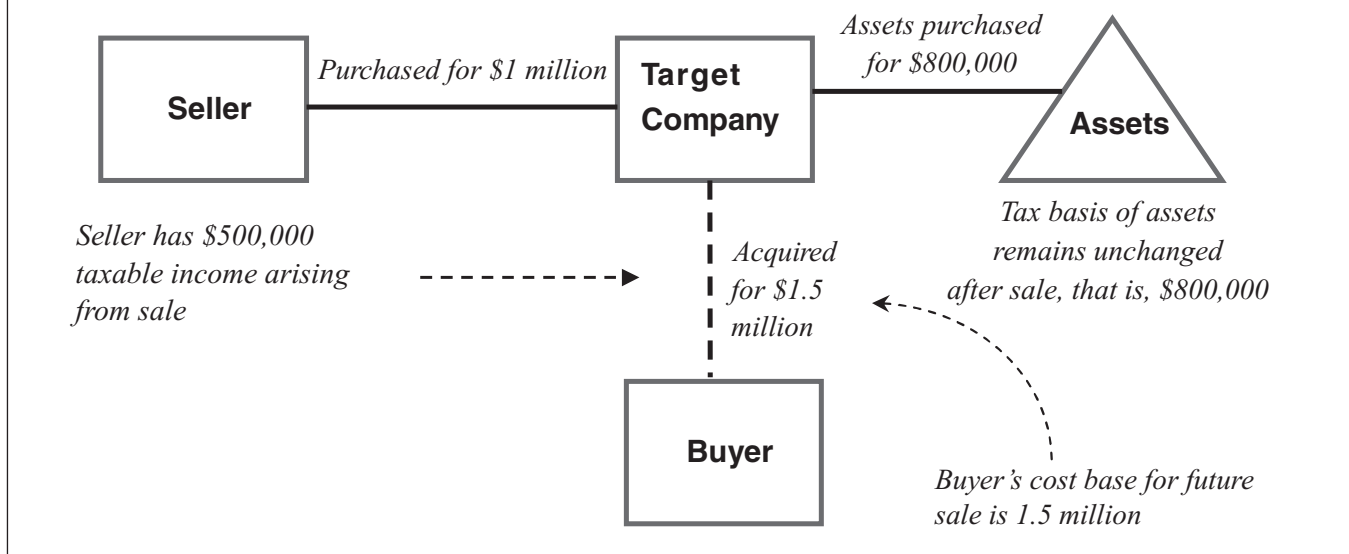 Seller
Purchased for $1 million
Target
Company
Assets purchased
for $800,000
Assets
Seller has $500,000
taxable income arising
from sale
Acquired
for $1.5
million
Tax basis of assets
remains unchanged
after sale, that is, $800,000
Buyer
Buyer’s cost base for future
sale is 1.5 million